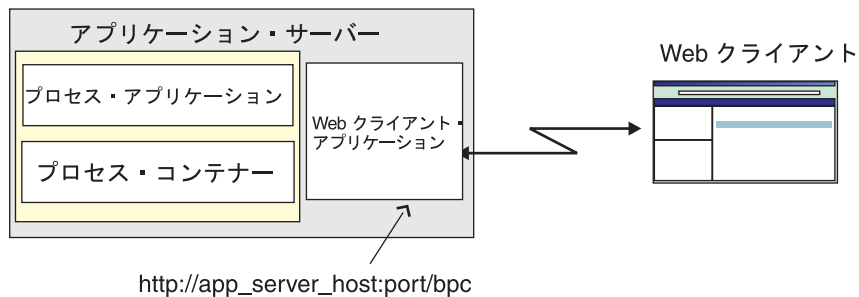 アプリケーション・サーバー
プロセス・アプリケーション
プロセス・コンテナー
Web クライアント・
アプリケーション
Web クライアント
http://app_server_host:port/bpc